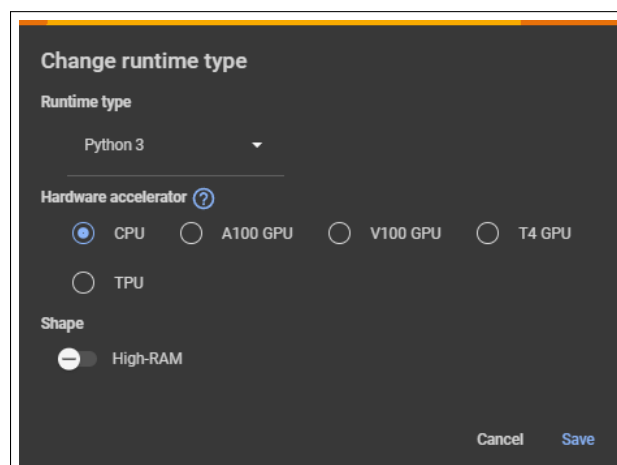 Change runtime type
Runtime type
Python 3
Hardware accelerator
CPU A100 GPU V100 GPU T4 GPU
TPU
Shape
High-RAM
Cancel Save